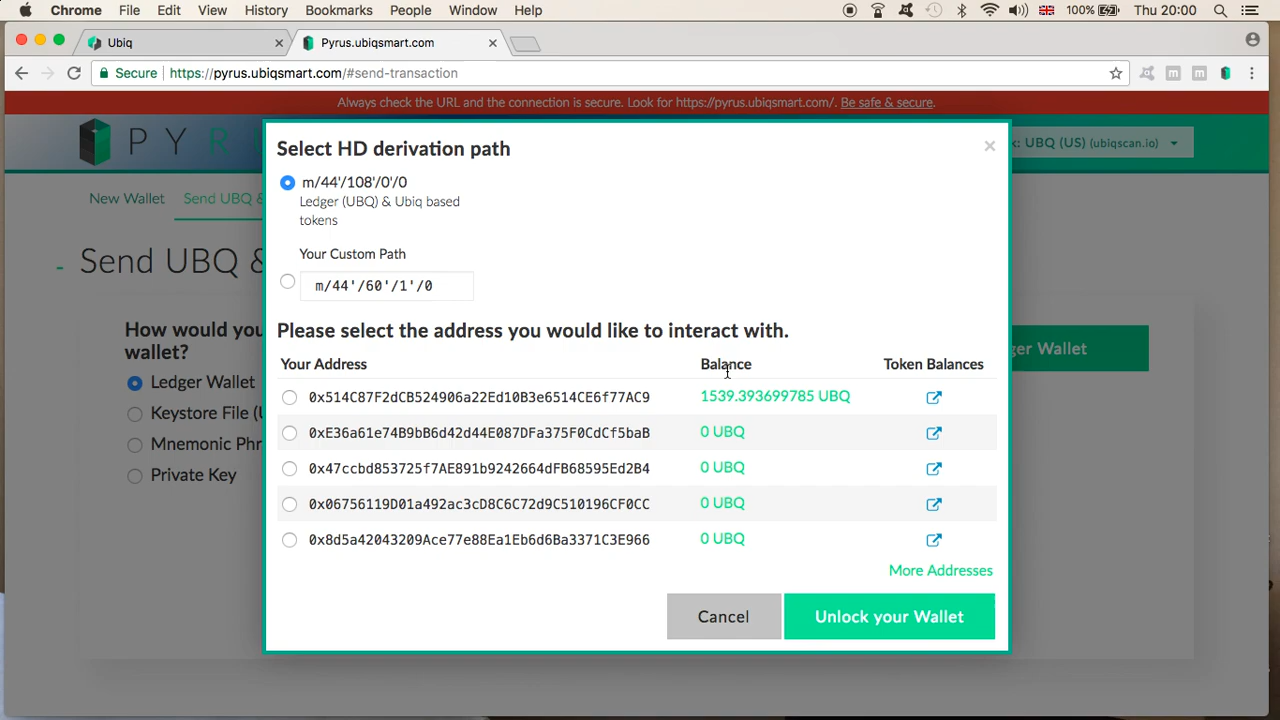 Chrome File Edit View History Bookmarks People Window Help 100% Thu 20:00
Ubiq × Pyrus.ubiqsmart.com ×
Secure https://pyrus.ubiqsmart.com/#send-transaction
Always check the URL and the connection is secure. Look for https://pyrus.ubiqsmart.com/. Be safe & secure.
PYR
k: UBQ (US) (ubiqscan.io)
New Wallet Send UBQ &
- Send UBQ &
How would you
wallet?
Ledger Wallet
Keystore File (U
Mnemonic Phr
Private Key
ger Wallet
Select HD derivation path ×
m/44'/108'/0'/0
Ledger (UBQ) & Ubiq based
tokens
Your Custom Path
m/44'/60'/1'/0
Please select the address you would like to interact with.
Your Address Balance Token Balances
0x514C87F2dCB524906a22Ed10B3e6514CE6f77AC9 1539.393699785 UBQ
0xE36a61e74B9bB6d42d44E087DFa375F0CdCf5baB 0 UBQ
0x47ccbd853725f7AE891b9242664dFB68595Ed2B4 0 UBQ
0x06756119D01a492ac3cD8C6C72d9C510196CF0CC 0 UBQ
0x8d5a42043209Ace77e88Ea1Eb6d6Ba3371C3E966 0 UBQ
More Addresses
Cancel Unlock your Wallet